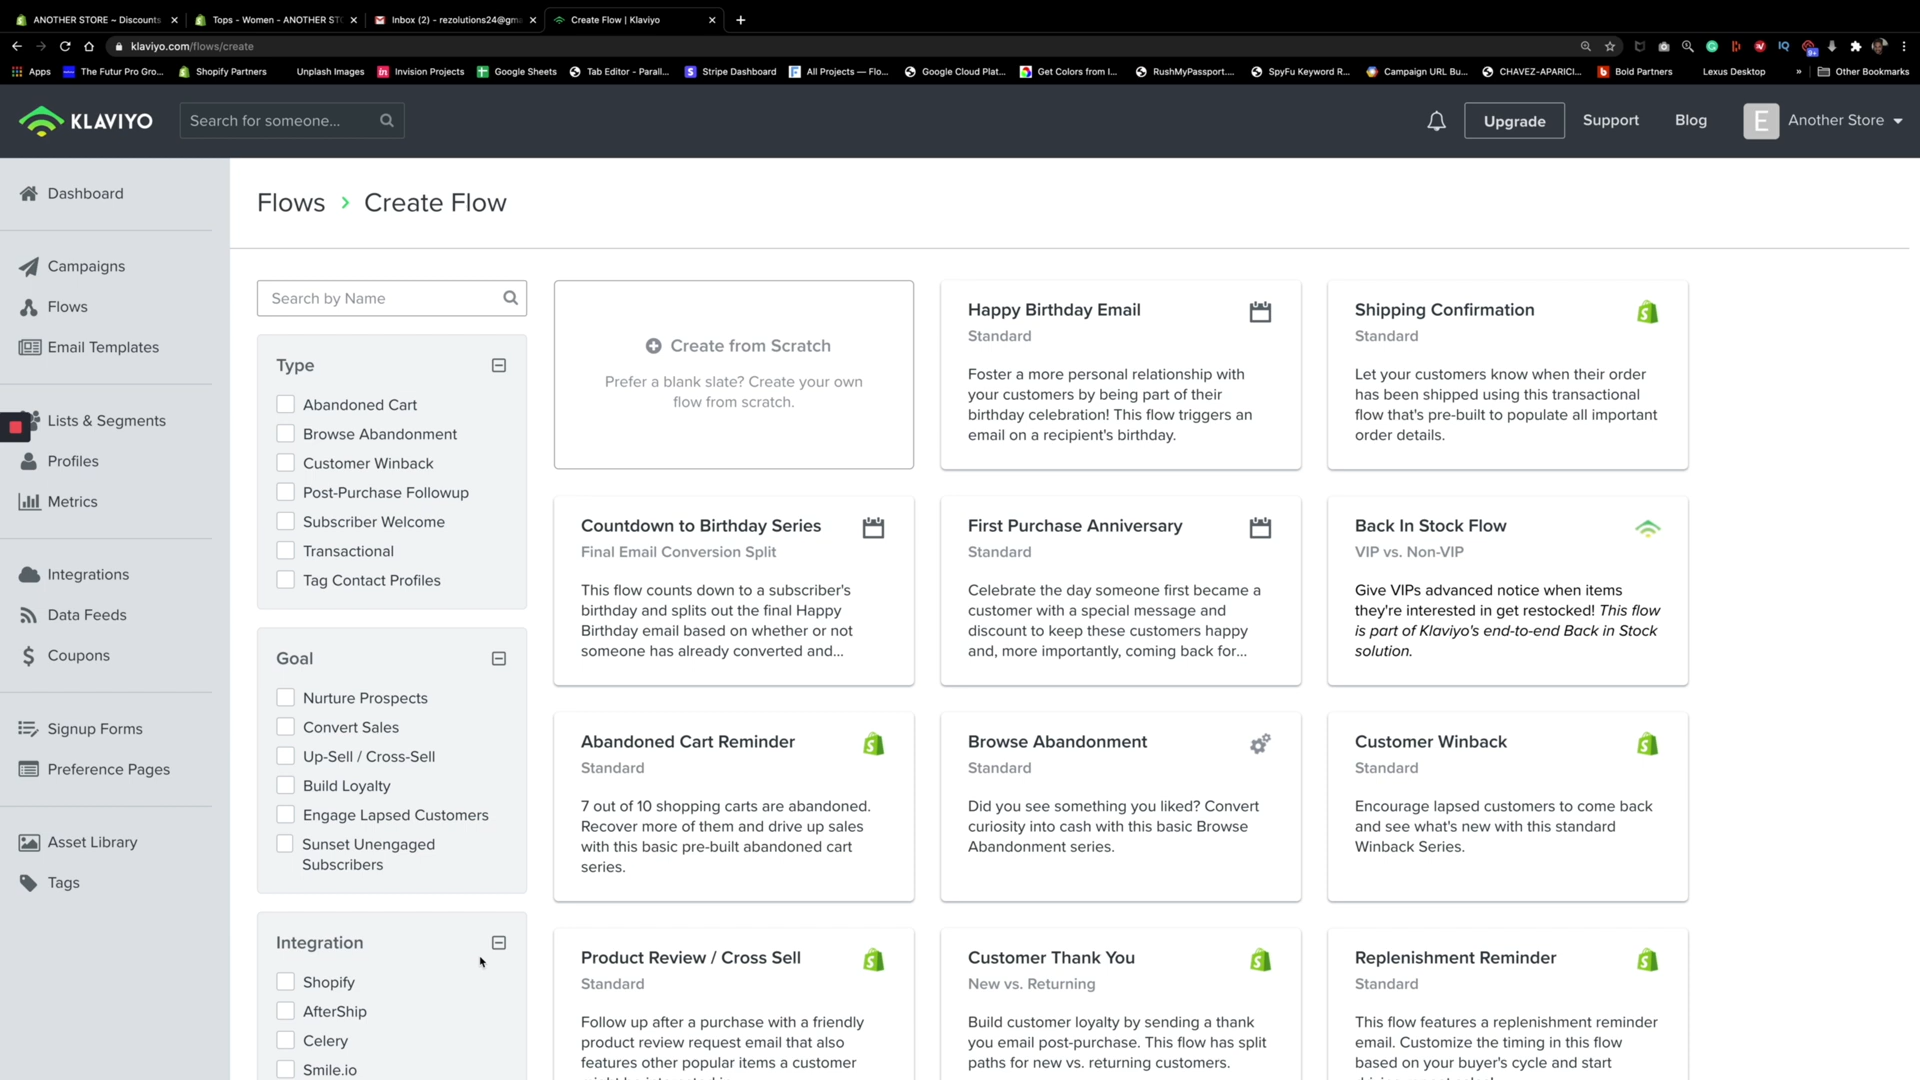 ANOTHER STORE ~ Discounts
Tops - Women - ANOTHER ST
Inbox (2) - rezolutions24@gm
Create Flow | Klaviyo
klaviyo.com/flows/create
Apps
The Futur Pro Gro...
Shopify Partners
Unplash Images
Invision Projects
Google Sheets
Tab Editor - Parall...
Stripe Dashboard
All Projects — Flo...
Google Cloud Plat...
Get Colors from I...
RushMyPassport....
SpyFu Keyword R...
Campaign URL Bu...
CHAVEZ-APARICI...
Bold Partners
Lexus Desktop
»
Other Bookmarks
KLAVIYO
Search for someone...
Upgrade
Support
Blog
E
Another Store
Dashboard
Campaigns
Flows
Email Templates
Lists & Segments
Profiles
Metrics
Integrations
Data Feeds
Coupons
Signup Forms
Preference Pages
Asset Library
Tags
Flows > Create Flow
Search by Name
Type
Abandoned Cart
Browse Abandonment
Customer Winback
Post-Purchase Followup
Subscriber Welcome
Transactional
Tag Contact Profiles
Goal
Nurture Prospects
Convert Sales
Up-Sell / Cross-Sell
Build Loyalty
Engage Lapsed Customers
Sunset Unengaged
Subscribers
Integration
Shopify
AfterShip
Celery
Smile.io
Create from Scratch
Prefer a blank slate? Create your own
flow from scratch.
Happy Birthday Email
Standard
Foster a more personal relationship with
your customers by being part of their
birthday celebration! This flow triggers an
email on a recipient's birthday.
Shipping Confirmation
Standard
Let your customers know when their order
has been shipped using this transactional
flow that's pre-built to populate all important
order details.
Countdown to Birthday Series
Final Email Conversion Split
This flow counts down to a subscriber's
birthday and splits out the final Happy
Birthday email based on whether or not
someone has already converted and...
First Purchase Anniversary
Standard
Celebrate the day someone first became a
customer with a special message and
discount to keep these customers happy
and, more importantly, coming back for...
Back In Stock Flow
VIP vs. Non-VIP
Give VIPs advanced notice when items
they're interested in get restocked! This flow
is part of Klaviyo's end-to-end Back in Stock
solution.
Abandoned Cart Reminder
Standard
7 out of 10 shopping carts are abandoned.
Recover more of them and drive up sales
with this basic pre-built abandoned cart
series.
Browse Abandonment
Standard
Did you see something you liked? Convert
curiosity into cash with this basic Browse
Abandonment series.
Customer Winback
Standard
Encourage lapsed customers to come back
and see what's new with this standard
Winback Series.
Product Review / Cross Sell
Standard
Follow up after a purchase with a friendly
product review request email that also
features other popular items a customer
Customer Thank You
New vs. Returning
Build customer loyalty by sending a thank
you email post-purchase. This flow has split
paths for new vs. returning customers.
Replenishment Reminder
Standard
This flow features a replenishment reminder
email. Customize the timing in this flow
based on your buyer's cycle and start